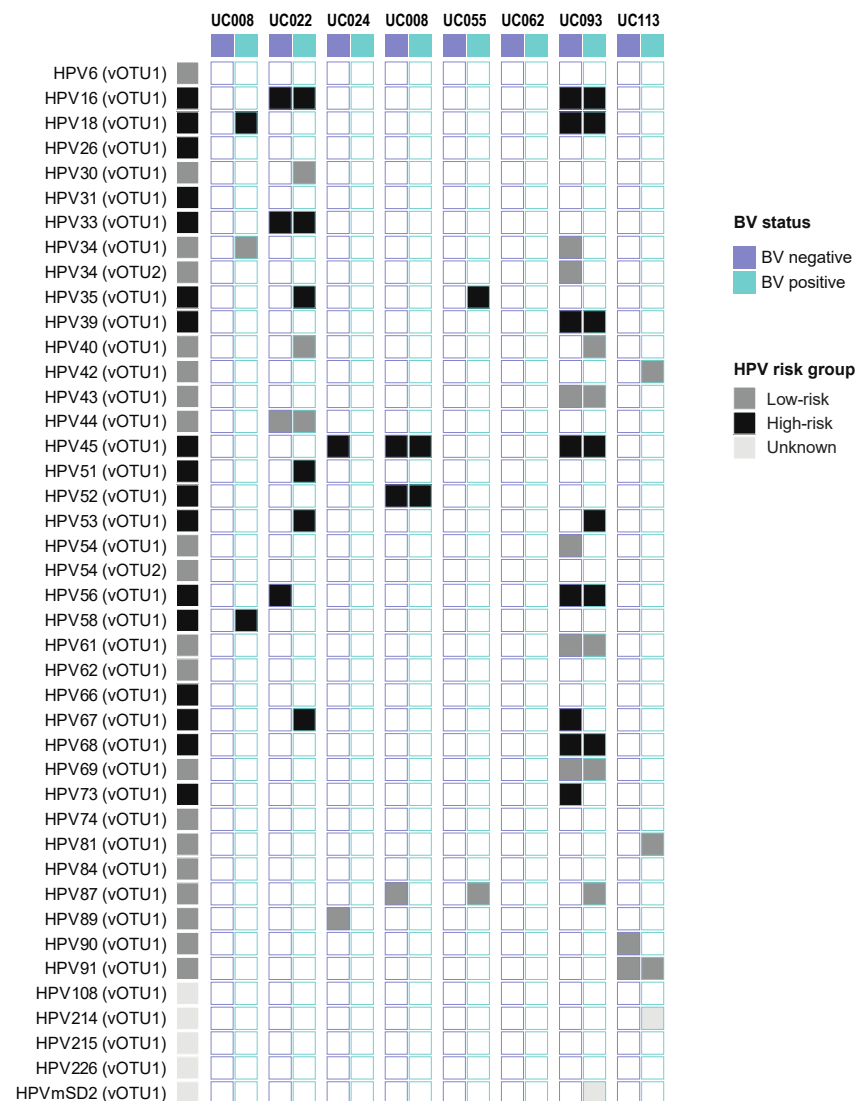 UC008 UC022 UC024 UC008 UC055 UC062 UC093 UC113
HPV6 (vOTU1)
HPV16 (vOTU1)
HPV18 (vOTU1)
HPV26 (vOTU1)
HPV30 (vOTU1)
HPV31 (vOTU1)
HPV33 (vOTU1)
HPV34 (vOTU1)
HPV34 (vOTU2)
HPV35 (vOTU1)
HPV39 (vOTU1)
HPV40 (vOTU1)
HPV42 (vOTU1)
HPV43 (vOTU1)
HPV44 (vOTU1)
HPV45 (vOTU1)
HPV51 (vOTU1)
HPV52 (vOTU1)
HPV53 (vOTU1)
HPV54 (vOTU1)
HPV54 (vOTU2)
HPV56 (vOTU1)
HPV58 (vOTU1)
HPV61 (vOTU1)
HPV62 (vOTU1)
HPV66 (vOTU1)
HPV67 (vOTU1)
HPV68 (vOTU1)
HPV69 (vOTU1)
HPV73 (vOTU1)
HPV74 (vOTU1)
HPV81 (vOTU1)
HPV84 (vOTU1)
HPV87 (vOTU1)
HPV89 (vOTU1)
HPV90 (vOTU1)
HPV91 (vOTU1)
HPV108 (vOTU1)
HPV214 (vOTU1)
HPV215 (vOTU1)
HPV226 (vOTU1)
HPVmSD2 (vOTU1)
BV status
BV negative
BV positive
HPV risk group
Low-risk
High-risk
Unknown